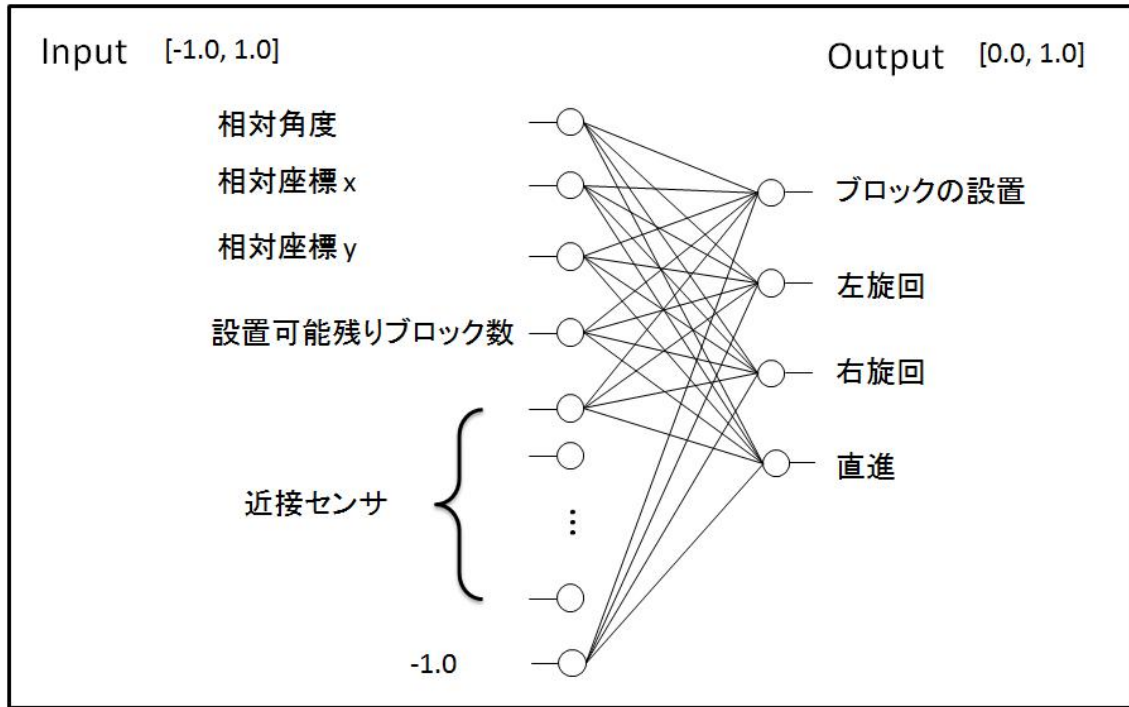 Input [-1.0, 1.0]
Output [0.0, 1.0]
相対角度
相対座標x
相対座標y
設置可能残りブロック数
近接センサ
-1.0
ブロックの設置
左旋回
右旋回
直進